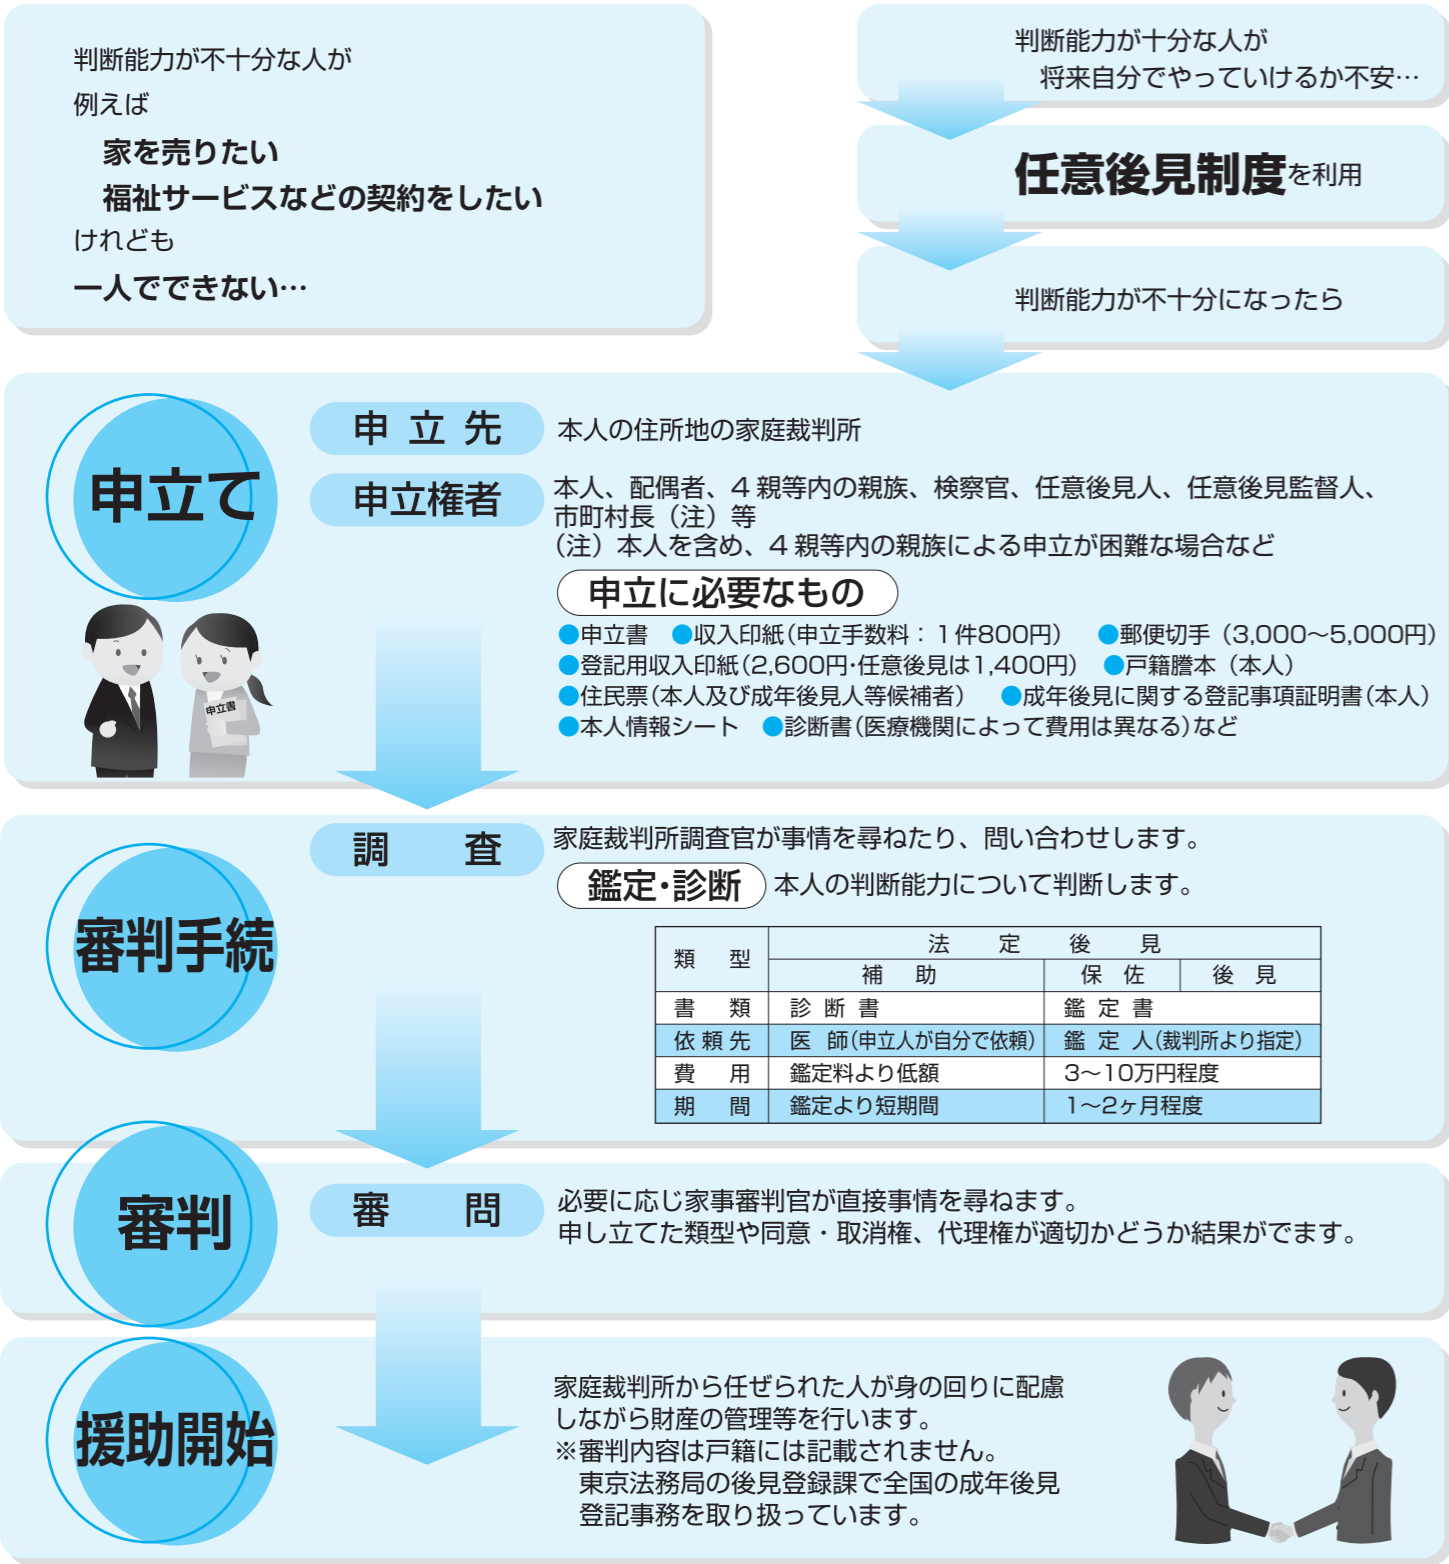 判断能力が不十分な人が
例えば
家を売りたい
福祉サービスなどの契約をしたい
けれども
一人でできない…
判断能力が十分な人が
将来自分でやっていけるか不安…
任意後見制度を利用
判断能力が不十分になったら
申立て
申立先 本人の住所地の家庭裁判所
申立権者 本人、配偶者、4親等内の親族、検察官、任意後見人、任意後見監督人、
市町村長（注）等
（注）本人を含め、4親等内の親族による申立が困難な場合など
申立に必要なもの
●申立書 ●収入印紙（申立手数料：1件800円） ●郵便切手（3,000～5,000円）
●登記用収入印紙（2,600円・任意後見は1,400円） ●戸籍謄本（本人）
●住民票（本人及び成年後見人等候補者） ●成年後見に関する登記事項証明書（本人）
●本人情報シート ●診断書（医療機関によって費用は異なる）など
申立書
審判手続
調査 家庭裁判所調査官が事情を尋ねたり、問い合わせします。
鑑定・診断 本人の判断能力について判断します。
類型 法定後見
補助 保佐 後見
書類 診断書 鑑定書
依頼先 医師（申立人が自分で依頼） 鑑定人（裁判所より指定）
費用 鑑定料より低額 3～10万円程度
期間 鑑定より短期間 1～2ヶ月程度
審判
審問 必要に応じ家事審判官が直接事情を尋ねます。
申し立てた類型や同意・取消権、代理権が適切かどうか結果がでます。
援助開始
家庭裁判所から任ぜられた人が身の回りに配慮
しながら財産の管理等を行います。
※審判内容は戸籍には記載されません。
東京法務局の後見登録課で全国の成年後見
登記事務を取り扱っています。